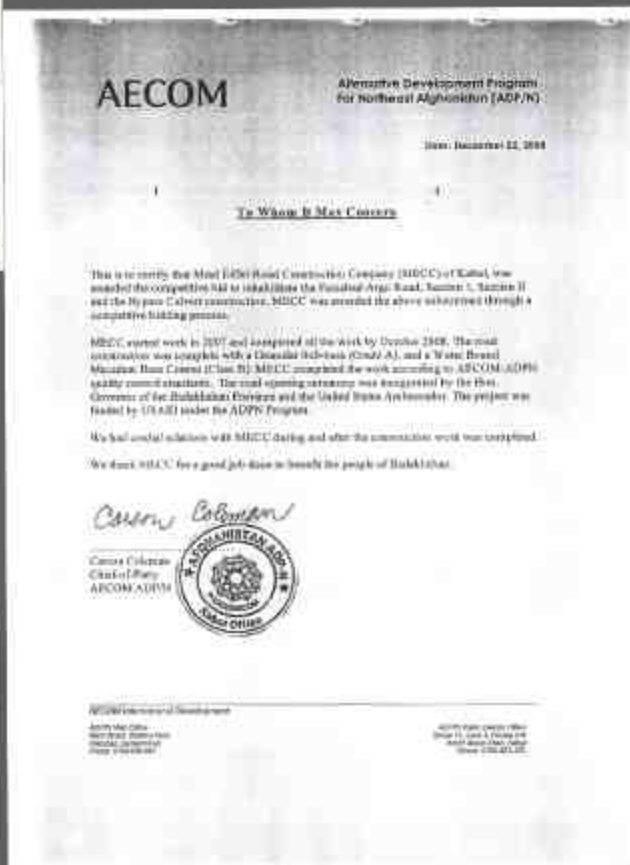 AECOM
Alternative Development Program
For Northeast Afghanistan (ADP/N)
Date: December 22, 2008
To Whom It May Concern
This is to certify that Road Construction Company (MECC) of Kabul, was
awarded the competitive bid to rehabilitate the Faizabad Argo Road, Section I, Section II
and the Bypass Culvert construction. MECC was awarded the above subcontract through a
competitive bidding process.
MECC started work in 2007 and completed all the work by October 2008. The road
construction was complete with a Granular Sub-base (Grade A), and a Water Bound
Macadam Base Course (Class B). MECC completed the work according to AECOM-ADPN
quality control standards. The road opening ceremony was inaugurated by the Hon.
Governor of the Badakhshan Province and the United States Ambassador. The project was
funded by USAID under the ADPN Program.
We had cordial relations with MECC during and after the construction work was completed.
We thank MECC for a good job done to benefit the people of Badakhshan.
Carson Coleman
Carson Coleman
Chief-of-Party
AECOM ADP/N
AFGHANISTAN ADP-N
Kabul Office
AECOM International Development